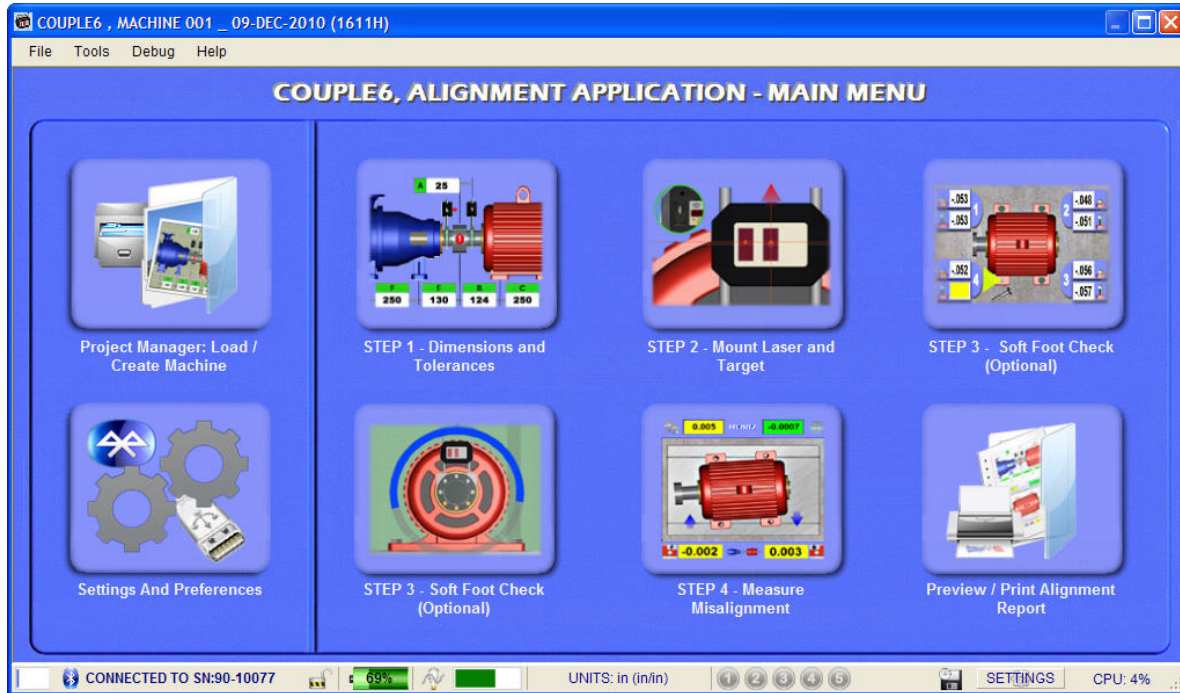 COUPLE6 , MACHINE 001 _ 09-DEC-2010 (1611H)
File Tools Debug Help
COUPLE6, ALIGNMENT APPLICATION - MAIN MENU
A 25
F E B C
250 130 124 250
-.053 1 -.053
2 -.048 -.051
-.052 4
-.056 3 -.057
Project Manager: Load /
Create Machine
STEP 1 - Dimensions and
Tolerances
STEP 2 - Mount Laser and
Target
STEP 3 - Soft Foot Check
(Optional)
0.005 HORIZ -0.0007
-0.002 0.003
Settings And Preferences
STEP 3 - Soft Foot Check
(Optional)
STEP 4 - Measure
Misalignment
Preview / Print Alignment
Report
CONNECTED TO SN:90-10077 69% UNITS: in (in/in) 1 2 3 4 5 SETTINGS CPU: 4%